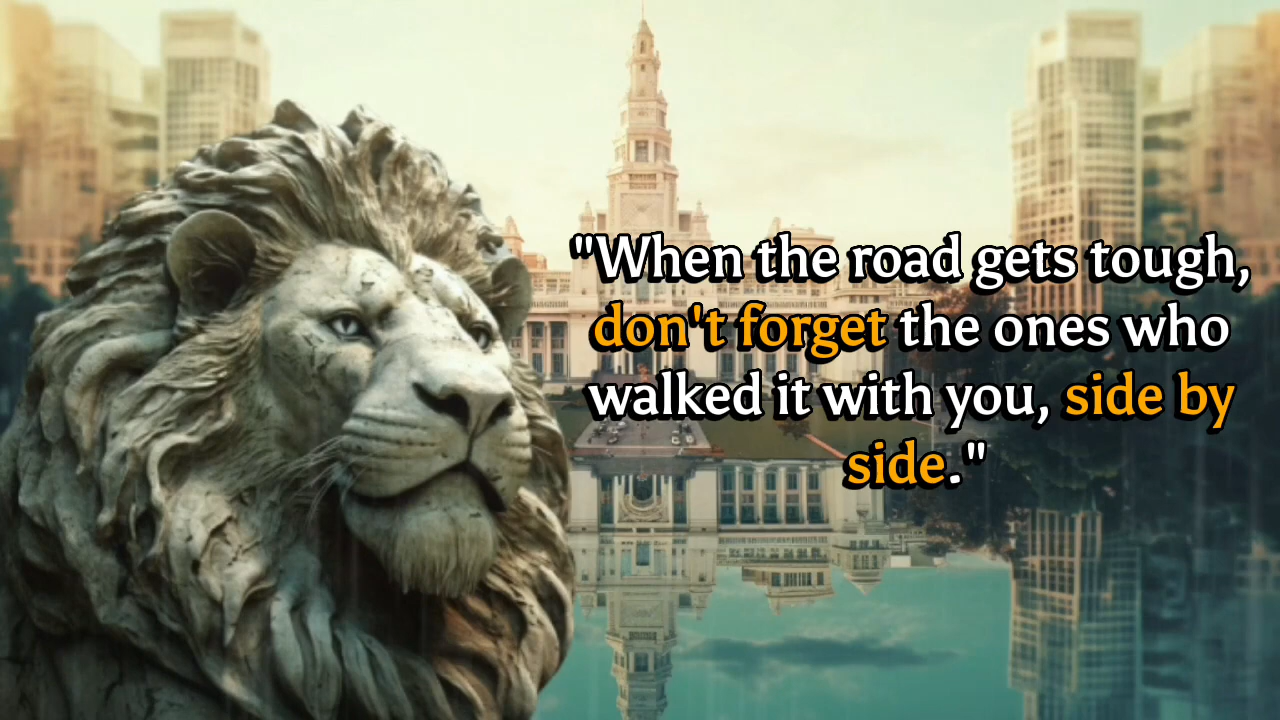 "When the road gets tough,
don't forget the ones who
walked it with you, side by
side."